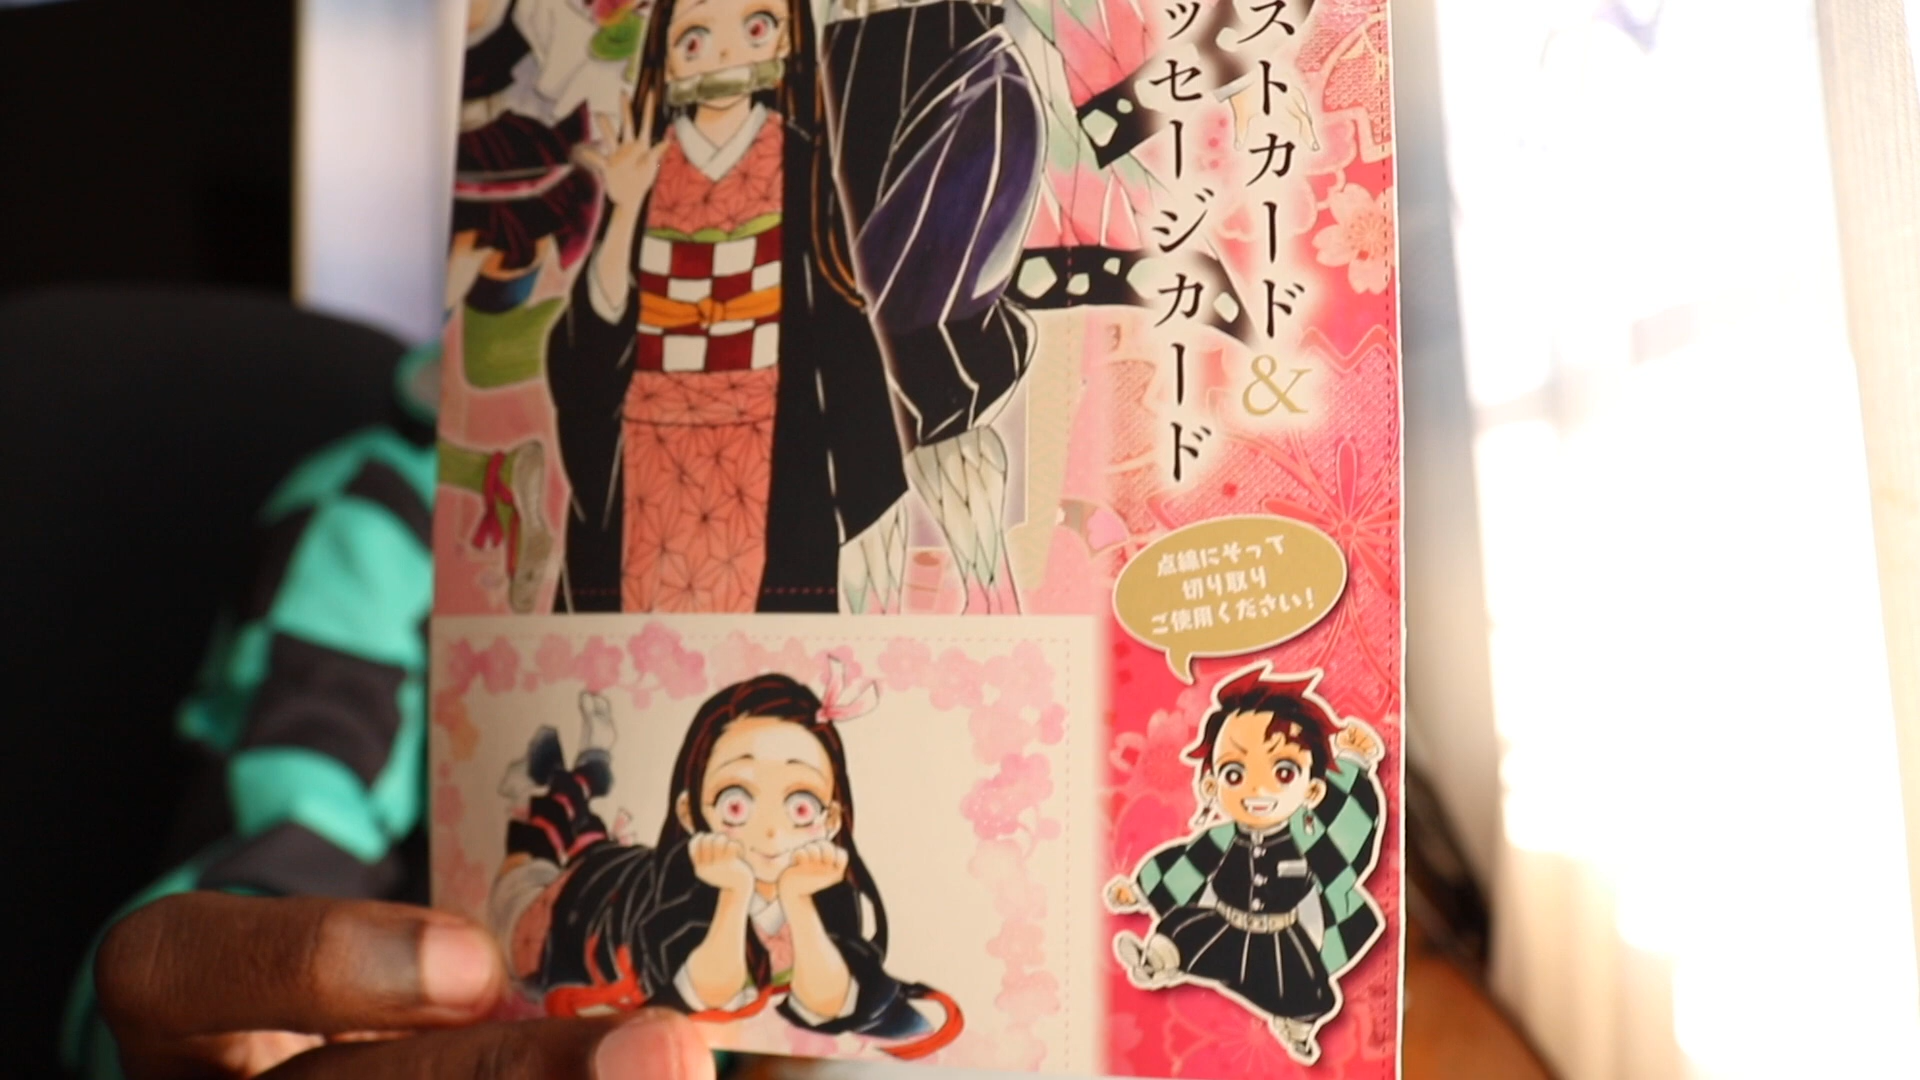 ストカード&
ッセージカード
点線にそって
切り取り
ご使用ください!